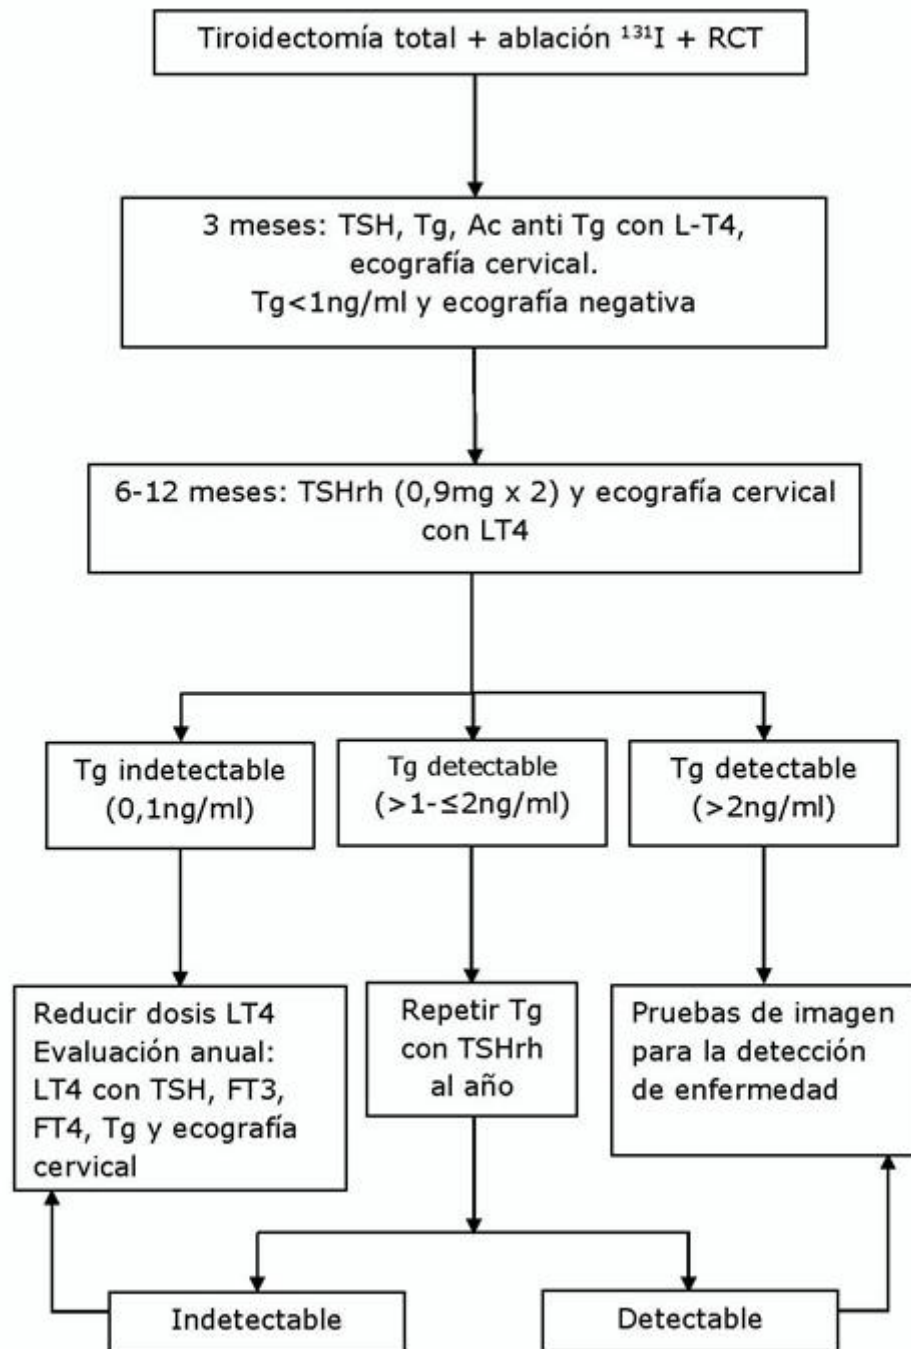 Tiroidectomía total + ablación ¹³¹I + RCT
3 meses: TSH, Tg, Ac anti Tg con L-T4,
ecografía cervical.
Tg<1ng/ml y ecografía negativa
6-12 meses: TSHrh (0,9mg x 2) y ecografía cervical
con LT4
Tg indetectable
(0,1ng/ml)
Tg detectable
(>1-≤2ng/ml)
Tg detectable
(>2ng/ml)
Reducir dosis LT4
Evaluación anual:
LT4 con TSH, FT3,
FT4, Tg y ecografía
cervical
Repetir Tg
con TSHrh
al año
Pruebas de imagen
para la detección
de enfermedad
Indetectable
Detectable